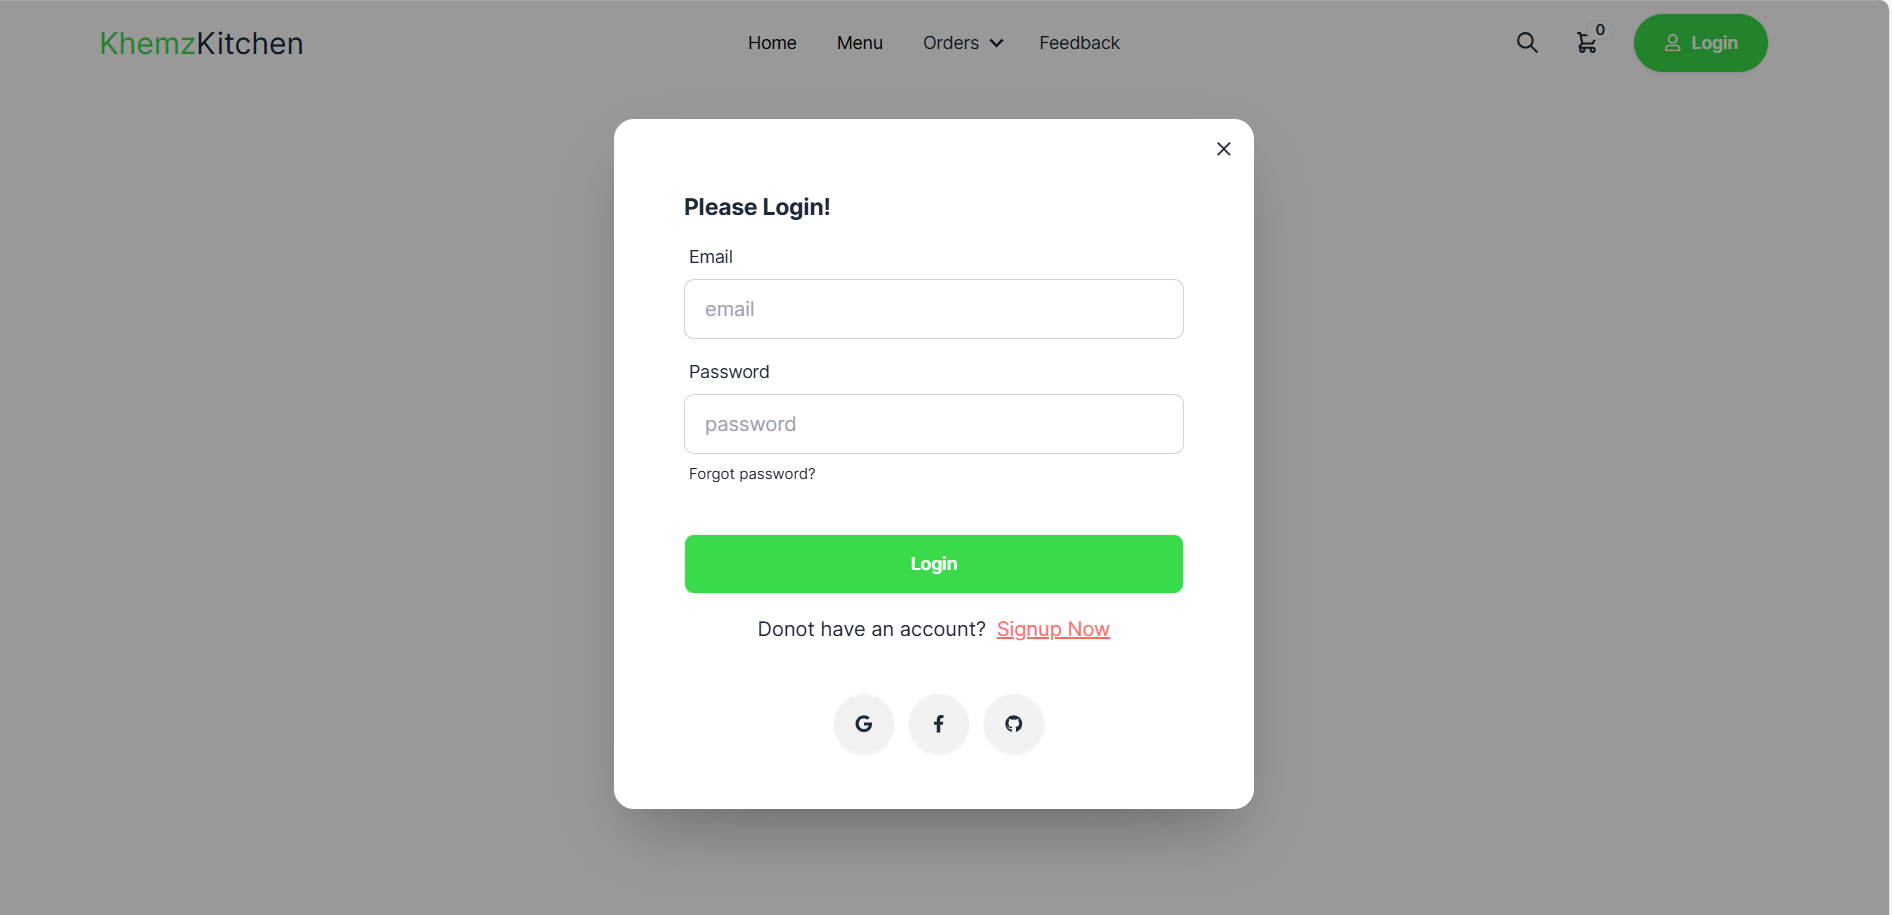 KhemzKitchen
Home Menu Orders Feedback
0
Login
Please Login!
Email
email
Password
password
Forgot password?
Login
Donot have an account? Signup Now